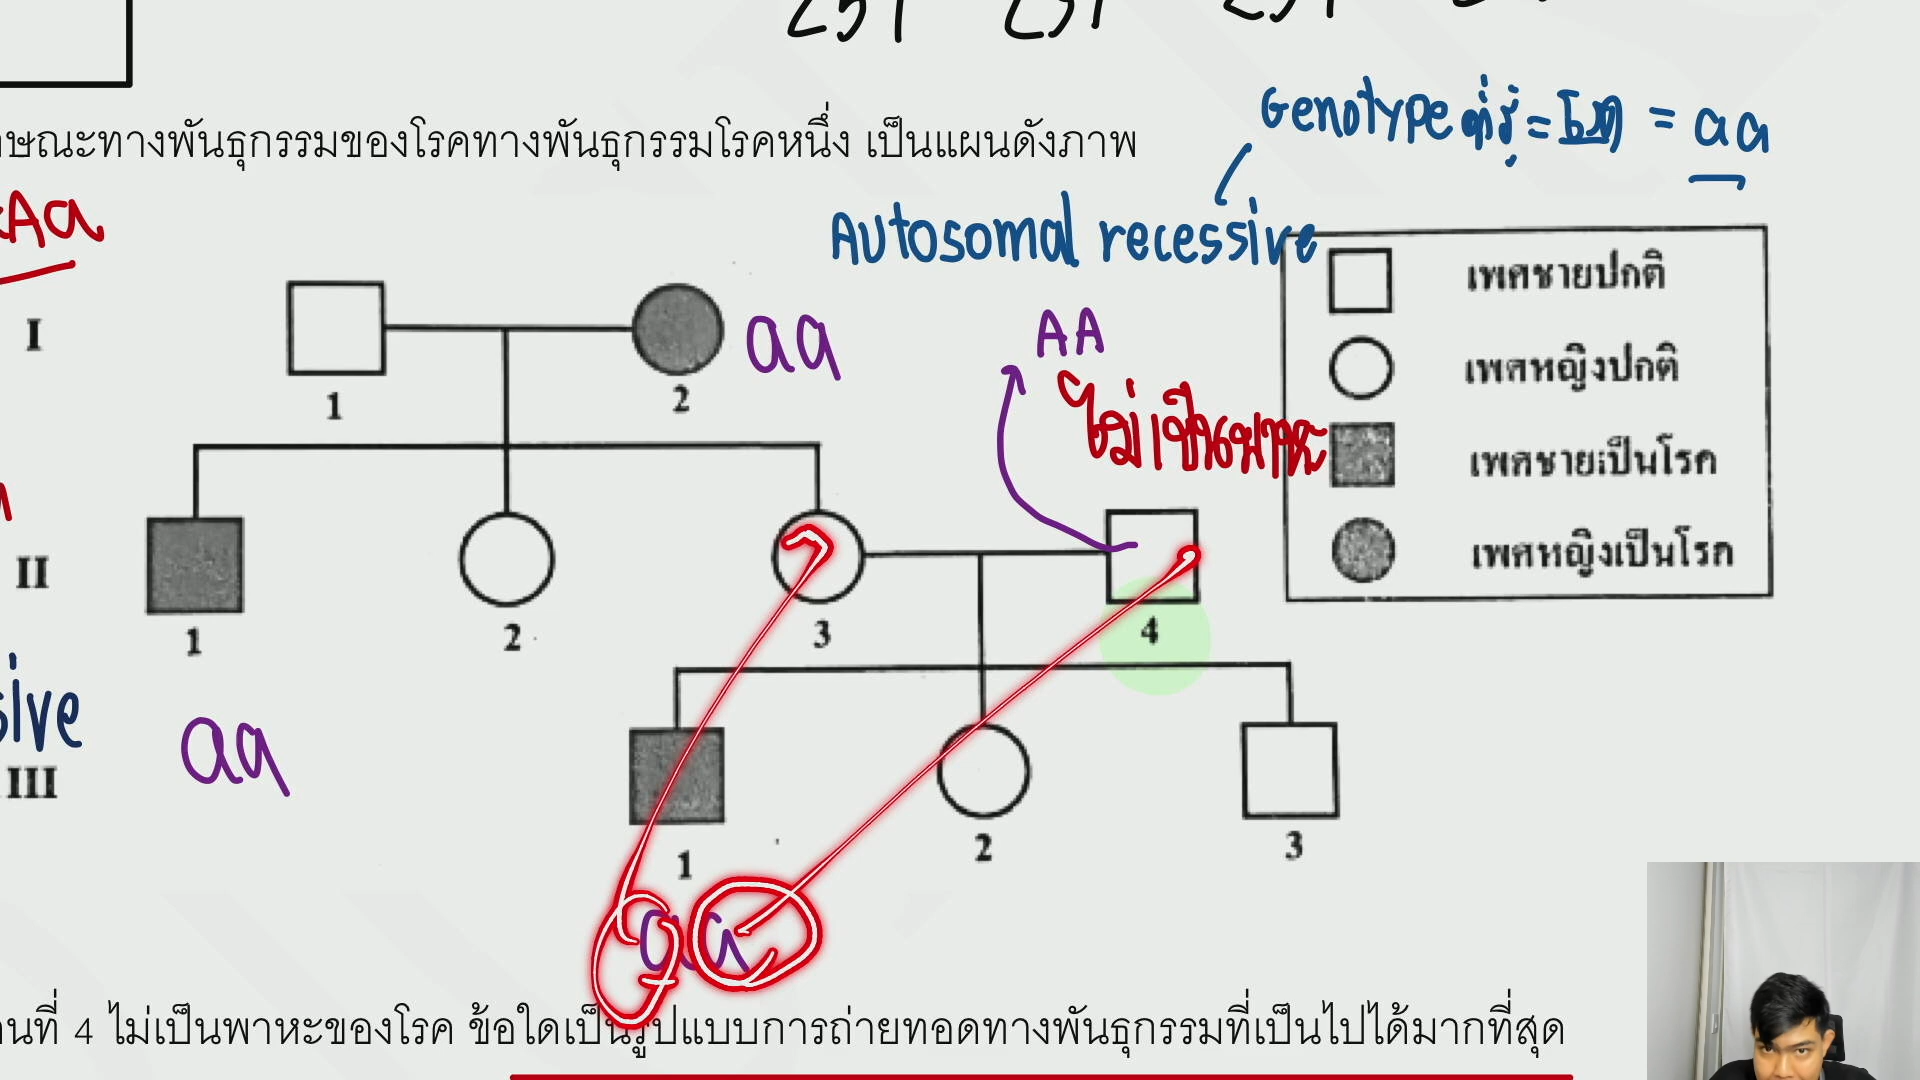 Genotype ที่รู้ = โรค = aa
ษณะทางพันธุกรรมของโรคทางพันธุกรรมโรคหนึ่ง เป็นแผนดังภาพ
Aa
Autosomal recessive
เพศชายปกติ
I
1
2
aa
AA
ไม่เป็นพาหะ
เพศหญิงปกติ
เพศชายเป็นโรค
เพศหญิงเป็นโรค
II
1
2
3
4
sive
aa
III
1
2
3
aa
นที่ 4 ไม่เป็นพาหะของโรค ข้อใดเป็นรูปแบบการถ่ายทอดทางพันธุกรรมที่เป็นไปได้มากที่สุด